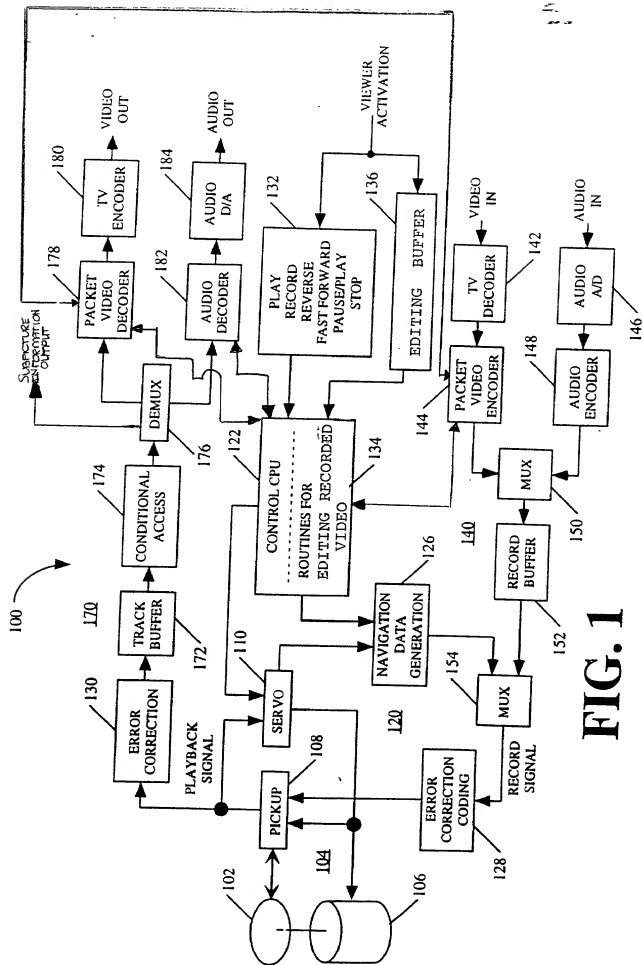 100
130
ERROR
CORRECTION
170
TRACK
BUFFER
172
174
CONDITIONAL
ACCESS
176
DEMUX
SUBPICTURE
INFORMATION
OUTPUT
178
PACKET
VIDEO
DECODER
180
TV
ENCODER
VIDEO
OUT
182
AUDIO
DECODER
184
AUDIO
D/A
AUDIO
OUT
PLAYBACK
SIGNAL
102
104
106
108
PICKUP
110
SERVO
120
122
CONTROL CPU
ROUTINES FOR
EDITING RECORDED
VIDEO
134
132
PLAY
RECORD
REVERSE
FAST FORWARD
PAUSE/PLAY
STOP
136
EDITING BUFFER
VIEWER
ACTIVATION
126
NAVIGATION
DATA
GENERATION
128
ERROR
CORRECTION
CODING
RECORD
SIGNAL
154
MUX
140
152
RECORD
BUFFER
150
MUX
144
PACKET
VIDEO
ENCODER
142
TV
DECODER
VIDEO
IN
148
AUDIO
ENCODER
146
AUDIO
A/D
AUDIO
IN
FIG. 1